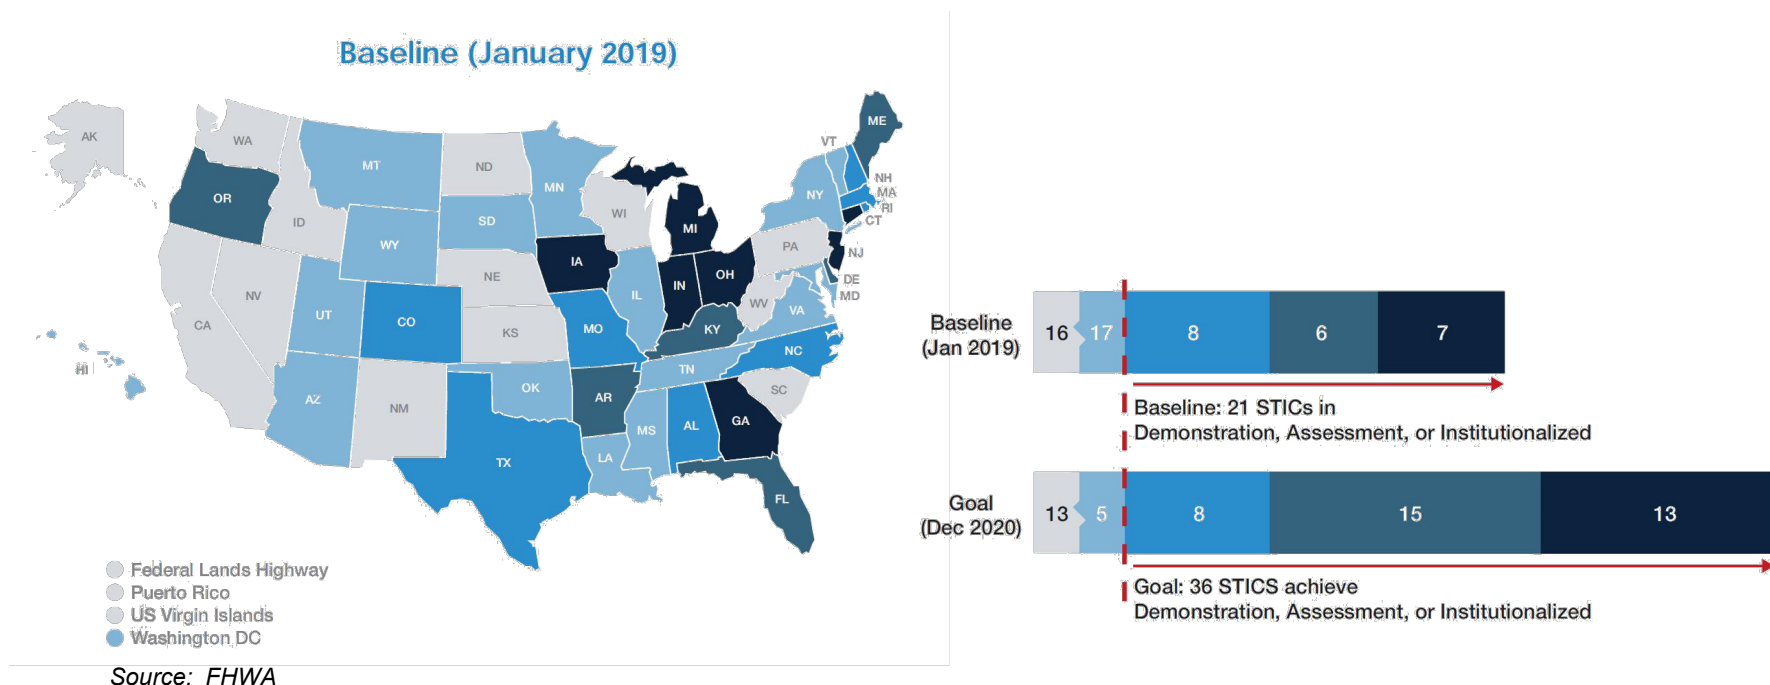 Baseline (January 2019)
AK
WA
OR
ID
MT
ND
MN
SD
WY
NV
CA
UT
CO
NE
KS
IA
WI
MI
IL
IN
OH
MO
KY
PA
NY
VT
ME
NH
MA
RI
CT
NJ
DE
MD
WV
VA
NC
TN
SC
GA
AL
MS
AR
LA
OK
TX
NM
AZ
FL
HI
Federal Lands Highway
Puerto Rico
US Virgin Islands
Washington DC
Source: FHWA
Baseline
(Jan 2019)
16 17 8 6 7
Baseline: 21 STICs in
Demonstration, Assessment, or Institutionalized
Goal
(Dec 2020)
13 5 8 15 13
Goal: 36 STICS achieve
Demonstration, Assessment, or Institutionalized